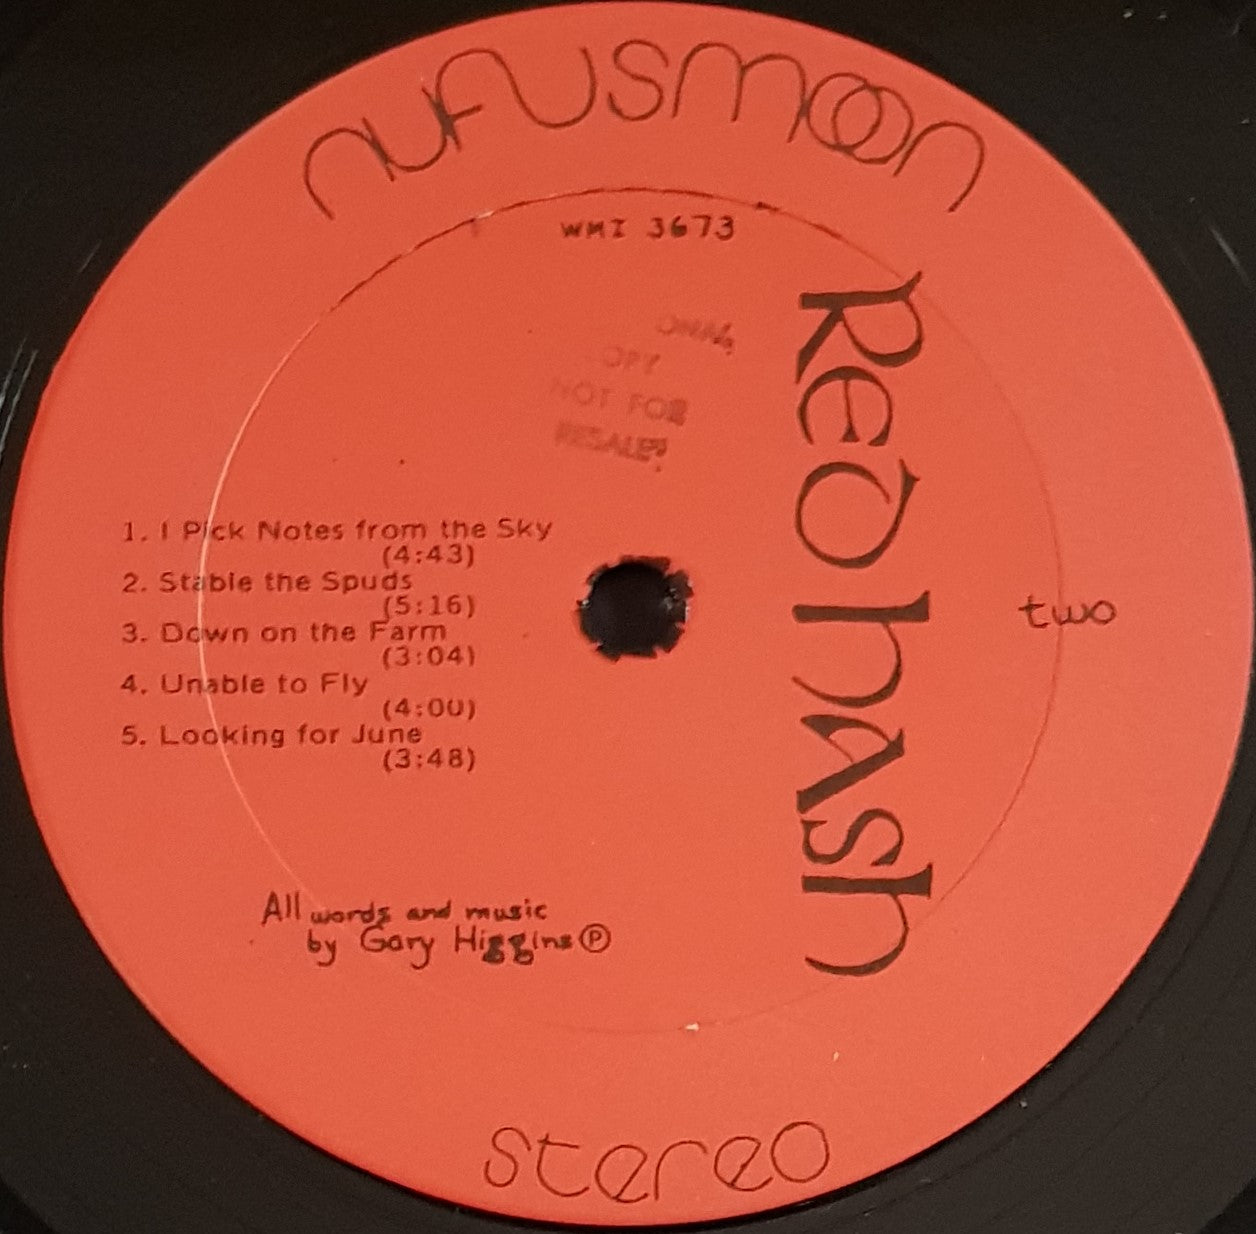 nufusmoon
WMI 3673
NOT FOR
RESALE!
Red hash
1. I Pick Notes from the Sky
(4:43)
2. Stable the Spuds
(5:16)
3. Down on the Farm
(3:04)
4. Unable to Fly
(4:00)
5. Looking for June
(3:48)
two
All words and music
by Gary Higgins ℗
stereo